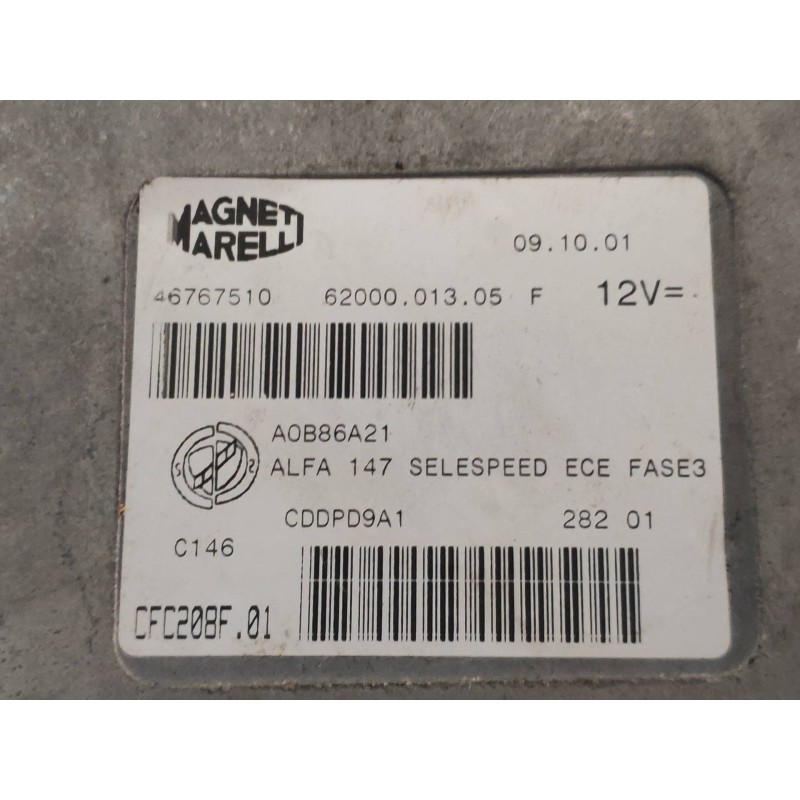 MAGNETI
MARELLI
09.10.01
46767510 62000.013.05 F 12V=
A0B86A21
ALFA 147 SELESPEED ECE FASE3
CDDPD9A1 282 01
C146
CFC208F.01